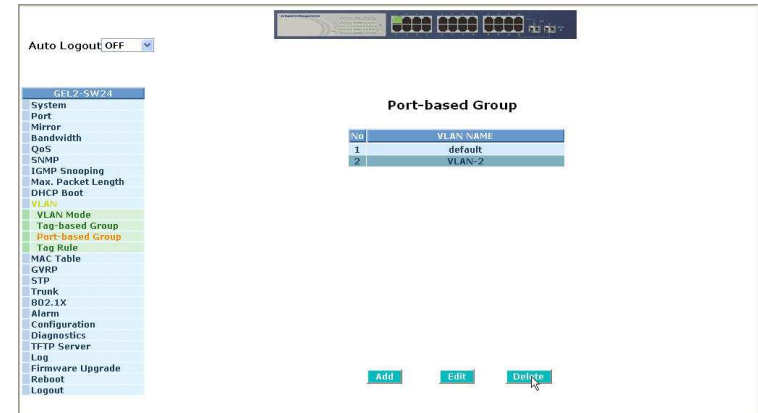 Auto Logout OFF
GEL2-SW24
System
Port
Mirror
Bandwidth
QoS
SNMP
IGMP Snooping
Max. Packet Length
DHCP Boot
VLAN
VLAN Mode
Tag-based Group
Port-based Group
Tag Rule
MAC Table
GVRP
STP
Trunk
802.1X
Alarm
Configuration
Diagnostics
TFTP Server
Log
Firmware Upgrade
Reboot
Logout
Port-based Group
No VLAN NAME
1 default
2 VLAN-2
Add Edit Delete